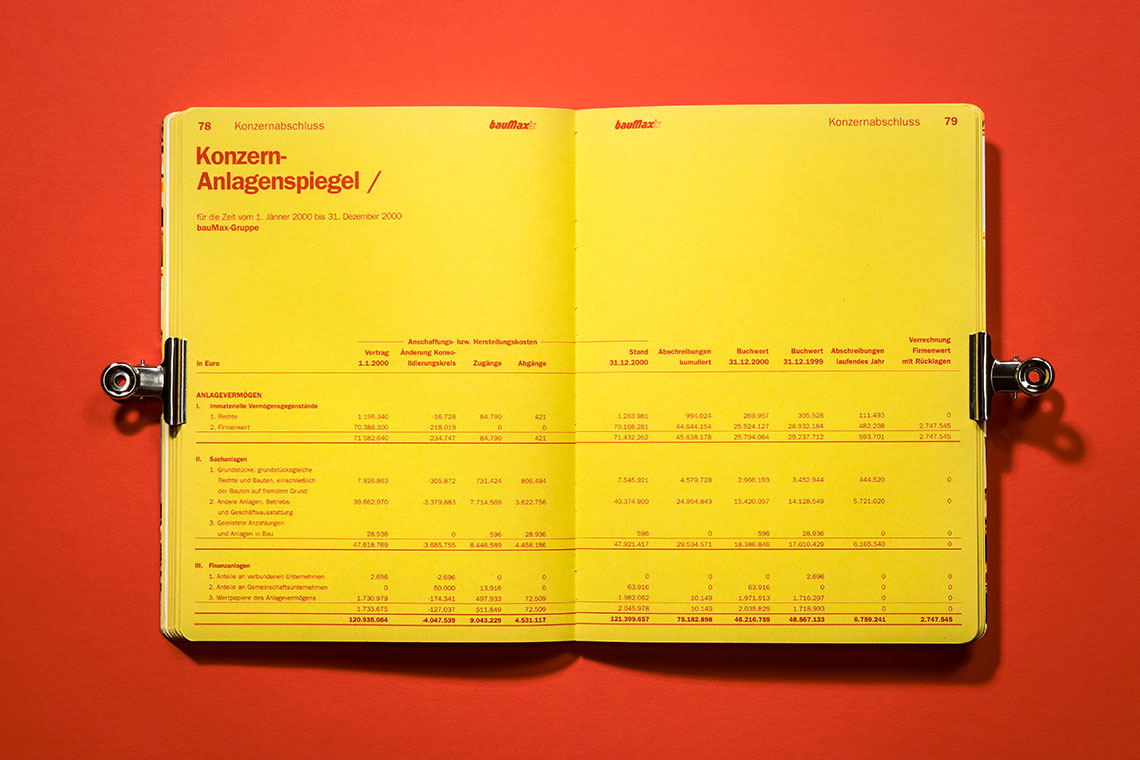 78 Konzernabschluss bauMax
Konzern-
Anlagenspiegel /
für die Zeit vom 1. Jänner 2000 bis 31. Dezember 2000
bauMax-Gruppe
Anschaffungs- bzw. Herstellungskosten
Vortrag Änderung Konso-
in Euro 1.1.2000 lidierungskreis Zugänge Abgänge
ANLAGEVERMÖGEN
I. Immaterielle Vermögensgegenstände
1. Rechte 1.196.340 -16.728 84.790 421
2. Firmenwert 70.386.300 -218.019 0 0
71.582.640 -234.747 84.790 421
II. Sachanlagen
1. Grundstücke, grundstücksgleiche
Rechte und Bauten, einschließlich 7.926.863 -305.872 731.424 806.494
der Bauten auf fremdem Grund
2. Andere Anlagen, Betriebs- 39.662.970 -3.379.883 7.714.569 3.622.756
und Geschäftsausstattung
3. Geleistete Anzahlungen
und Anlagen in Bau 28.936 0 596 28.936
47.618.769 -3.685.755 8.446.589 4.458.186
III. Finanzanlagen
1. Anteile an verbundenen Unternehmen 2.696 -2.696 0 0
2. Anteile an Gemeinschaftsunternehmen 0 50.000 13.916 0
3. Wertpapiere des Anlagevermögens 1.730.979 -174.341 497.933 72.509
1.733.675 -127.037 511.849 72.509
120.935.084 -4.047.539 9.043.229 4.531.117
bauMax Konzernabschluss 79
Verrechnung
Stand Abschreibungen Buchwert Buchwert Abschreibungen Firmenwert
31.12.2000 kumuliert 31.12.2000 31.12.1999 laufendes Jahr mit Rücklagen
1.263.981 994.024 269.957 305.528 111.493 0
70.168.281 44.644.154 25.524.127 28.932.184 482.208 2.747.545
71.432.262 45.638.178 25.794.084 29.237.712 593.701 2.747.545
7.545.921 4.579.728 2.966.193 3.452.944 444.520 0
40.374.900 24.954.843 15.420.057 14.128.549 5.721.020 0
596 0 596 28.936 0 0
47.921.417 29.534.571 18.386.846 17.610.429 6.165.540 0
0 0 0 2.696 0 0
63.916 0 63.916 0 0 0
1.982.062 10.149 1.971.913 1.716.297 0 0
2.045.978 10.149 2.035.829 1.718.993 0 0
121.399.657 75.182.898 46.216.759 48.567.133 6.759.241 2.747.545